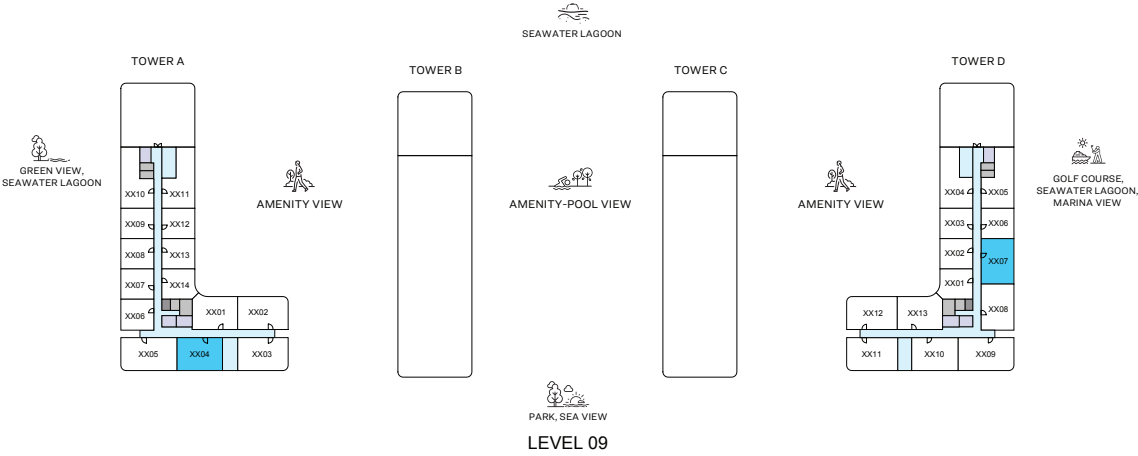 SEAWATER LAGOON
TOWER A
TOWER B
TOWER C
TOWER D
GREEN VIEW,
SEAWATER LAGOON
AMENITY VIEW
AMENITY-POOL VIEW
AMENITY VIEW
GOLF COURSE,
SEAWATER LAGOON,
MARINA VIEW
XX10
XX11
XX09
XX12
XX08
XX13
XX07
XX14
XX06
XX01
XX02
XX05
XX04
XX03
XX04
XX05
XX03
XX06
XX02
XX07
XX01
XX08
XX12
XX13
XX11
XX10
XX09
PARK, SEA VIEW
LEVEL 09